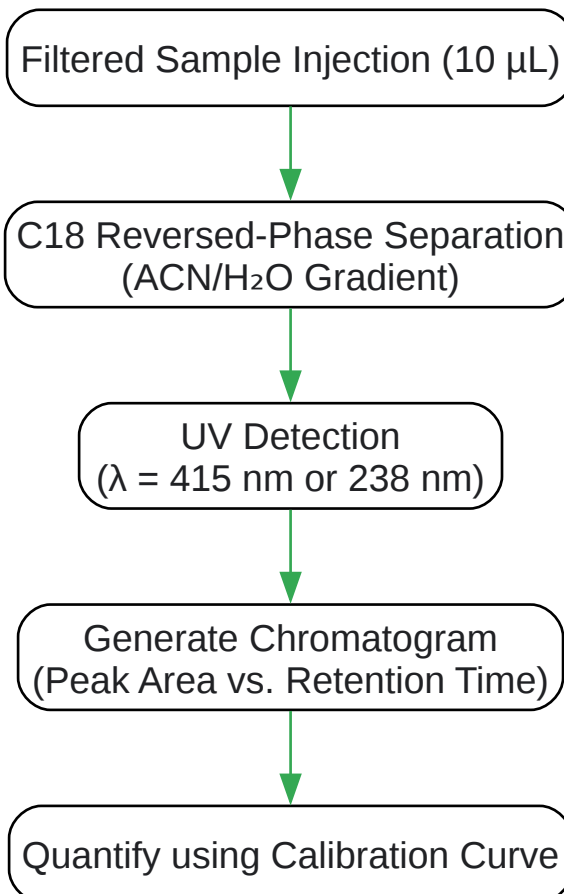 Filtered Sample Injection (10 µL)
C18 Reversed-Phase Separation
(ACN/H₂O Gradient)
UV Detection
(λ = 415 nm or 238 nm)
Generate Chromatogram
(Peak Area vs. Retention Time)
Quantify using Calibration Curve